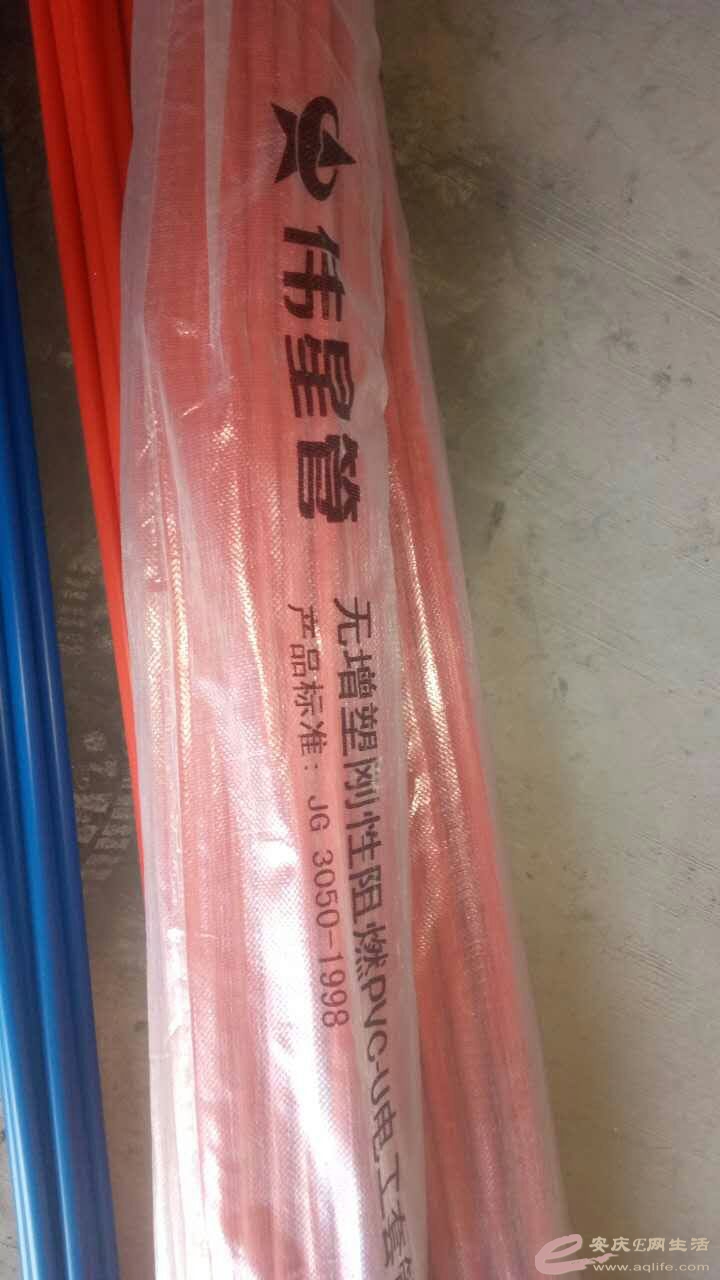 伟星管
无增塑刚性阻燃PVC-U电工套
产品标准：JG 3050-1998
安庆E网生活
www.aqlife.com